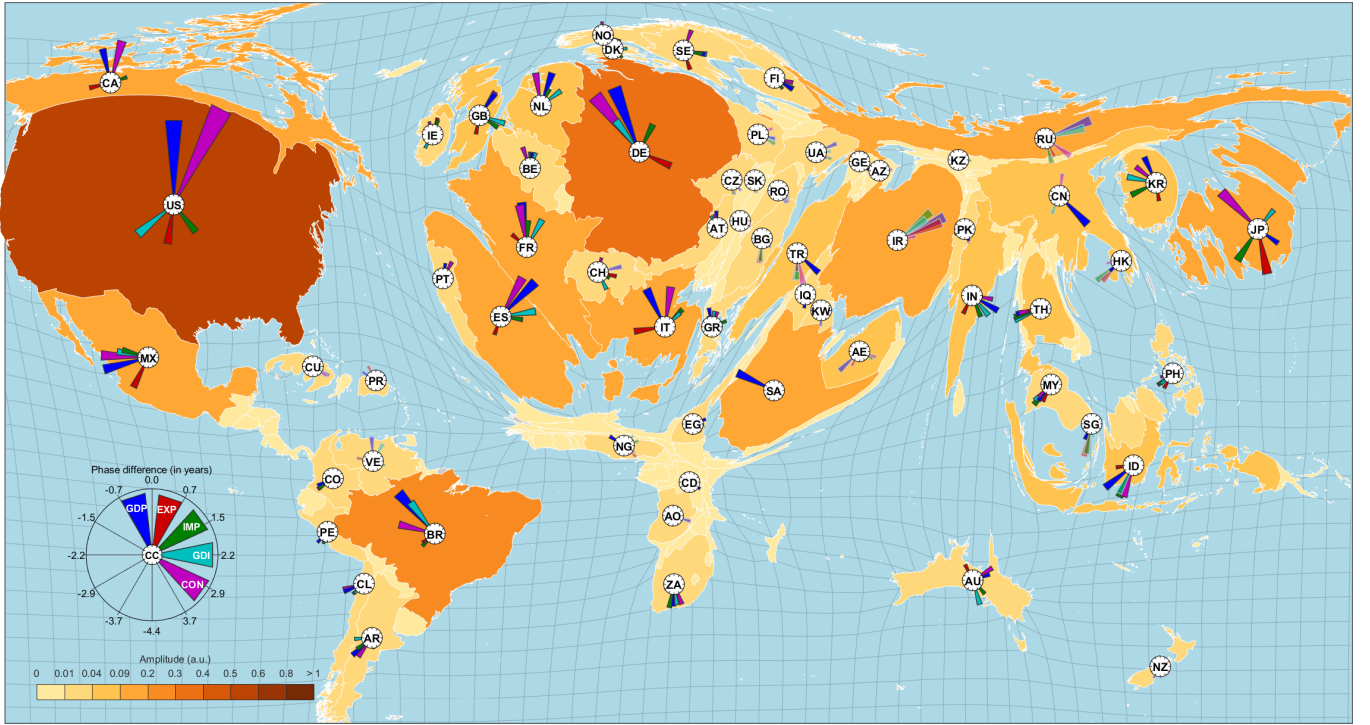 NO
DK
SE
CA
FI
NL
GB
IE
PL
RU
DE
UA
BE
GE
KZ
AZ
CZ
SK
KR
RO
CN
US
HU
AT
PK
JP
BG
IR
FR
TR
HK
CH
PT
IQ
IN
KW
TH
ES
IT
GR
MX
AE
CU
PR
SA
MY
PH
EG
SG
NG
VE
ID
CO
CD
AO
PE
BR
CL
ZA
AU
AR
NZ
Phase difference (in years)
0.0
-0.7
0.7
GDP
EXP
-1.5
IMP
1.5
-2.2
CC
GDI
2.2
-2.9
CON
2.9
-3.7
3.7
-4.4
Amplitude (a.u.)
0 0.01 0.04 0.09 0.2 0.3 0.4 0.5 0.6 0.8 > 1